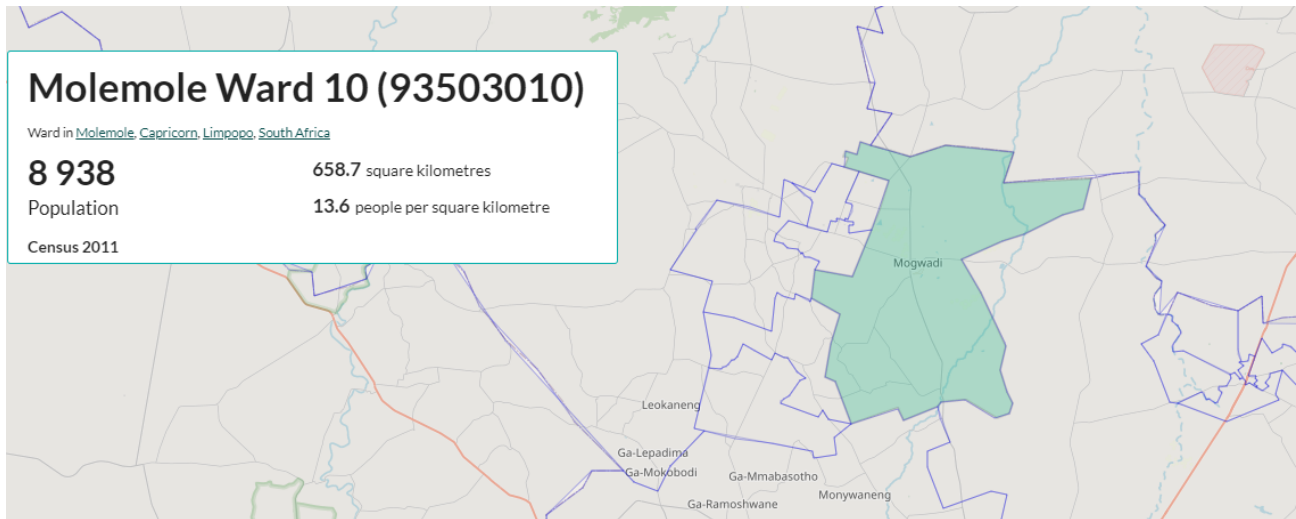 Molemole Ward 10 (93503010)
Ward in Molemole, Capricorn, Limpopo, South Africa
8 938
Population
658.7 square kilometres
13.6 people per square kilometre
Census 2011
Mogwadi
Leokaneng
Ga-Lepadima
Ga-Mokobodi
Ga-Mmabasotho
Monywaneng
Ga-Ramoshwane